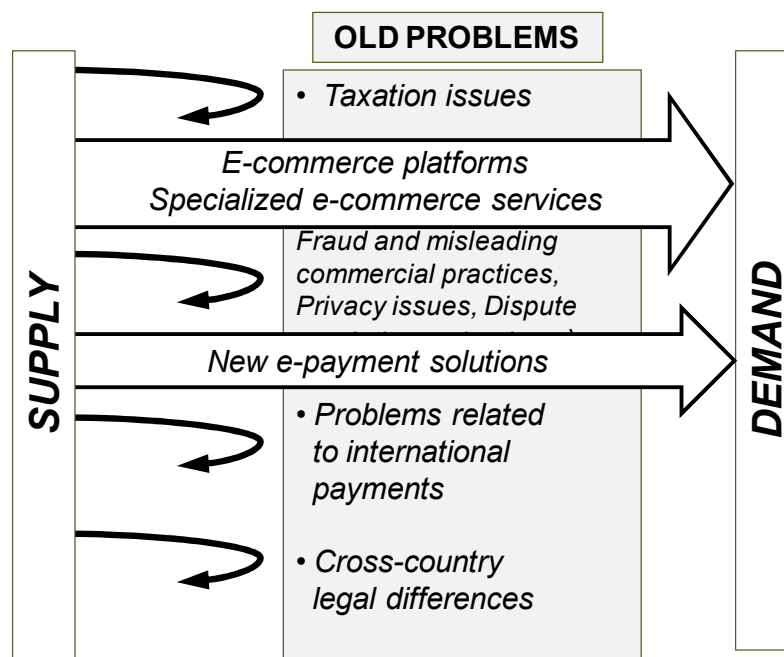 OLD PROBLEMS
SUPPLY
• Taxation issues
E-commerce platforms
Specialized e-commerce services
Fraud and misleading
commercial practices,
Privacy issues, Dispute
New e-payment solutions
• Problems related
to international
payments
• Cross-country
legal differences
DEMAND